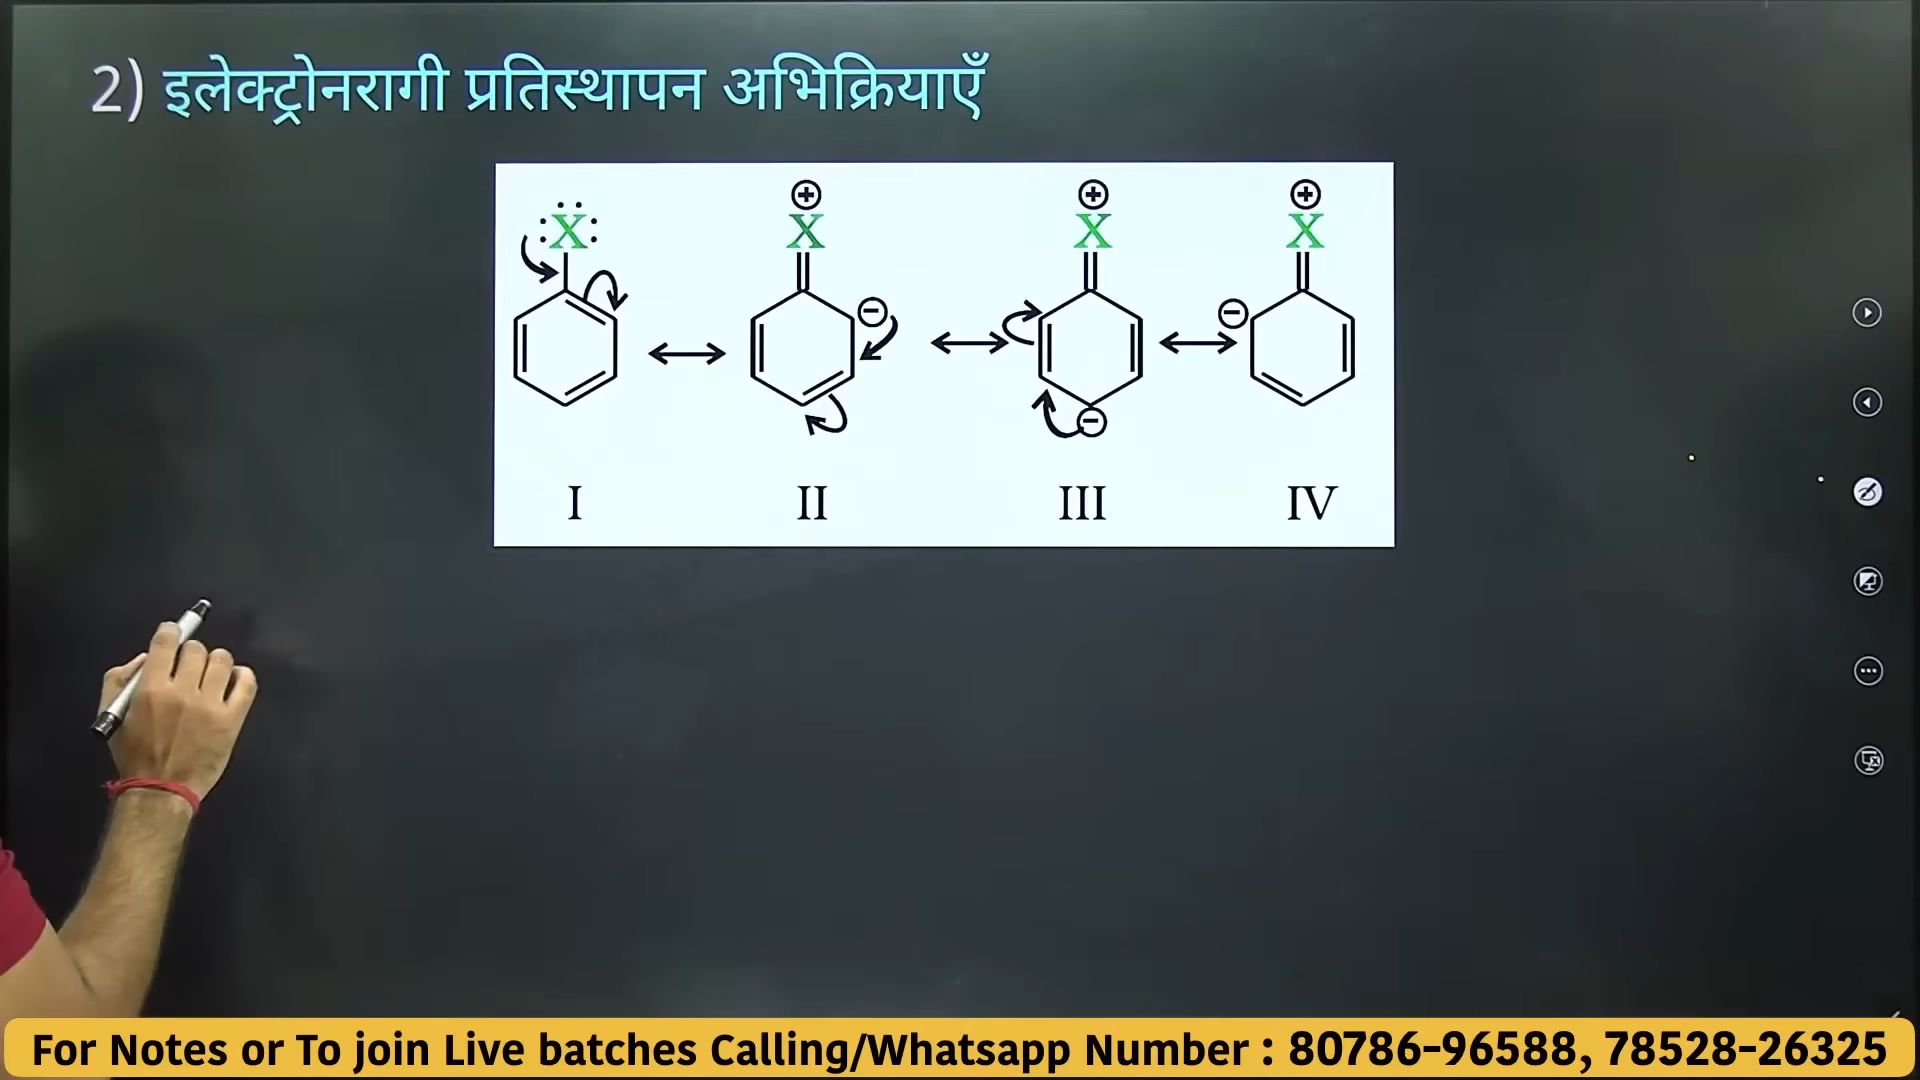 2) इलेक्ट्रोनरागी प्रतिस्थापन अभिक्रियाएँ
X X X X
I II III IV
For Notes or To join Live batches Calling/Whatsapp Number : 80786-96588, 78528-26325